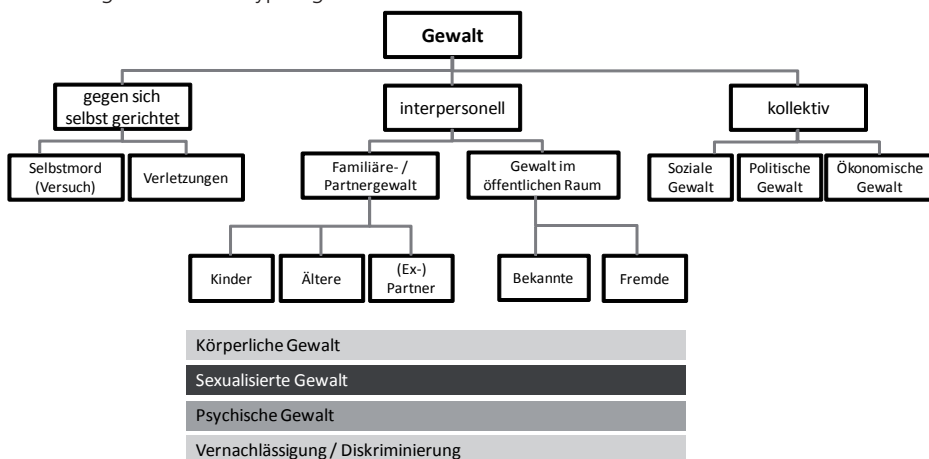 Gewalt
gegen sich
selbst gerichtet
interpersonell
kollektiv
Selbstmord
(Versuch)
Verletzungen
Familiäre- /
Partnergewalt
Gewalt im
öffentlichen Raum
Soziale
Gewalt
Politische
Gewalt
Ökonomische
Gewalt
Kinder
Ältere
(Ex-)
Partner
Bekannte
Fremde
Körperliche Gewalt
Sexualisierte Gewalt
Psychische Gewalt
Vernachlässigung / Diskriminierung